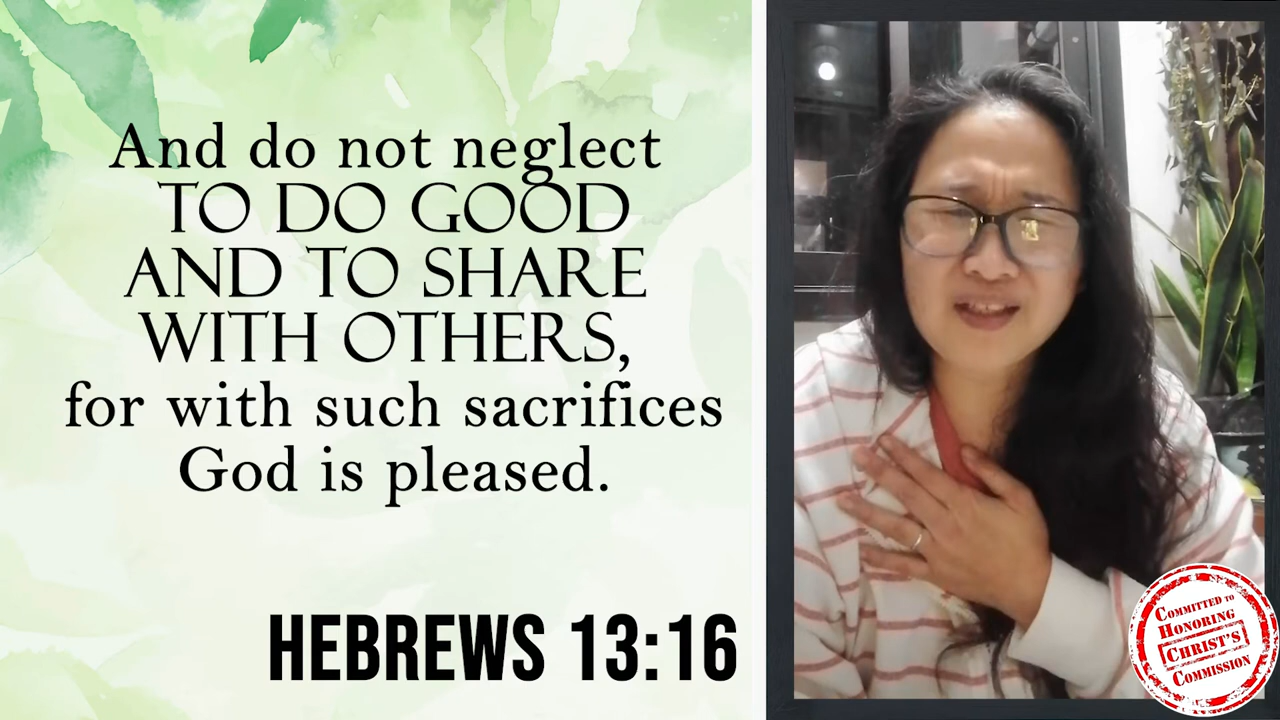 And do not neglect
TO DO GOOD
AND TO SHARE
WITH OTHERS,
for with such sacrifices
God is pleased.
HEBREWS 13:16
COMMITTED TO
HONORING
CHRIST'S
COMMISSION